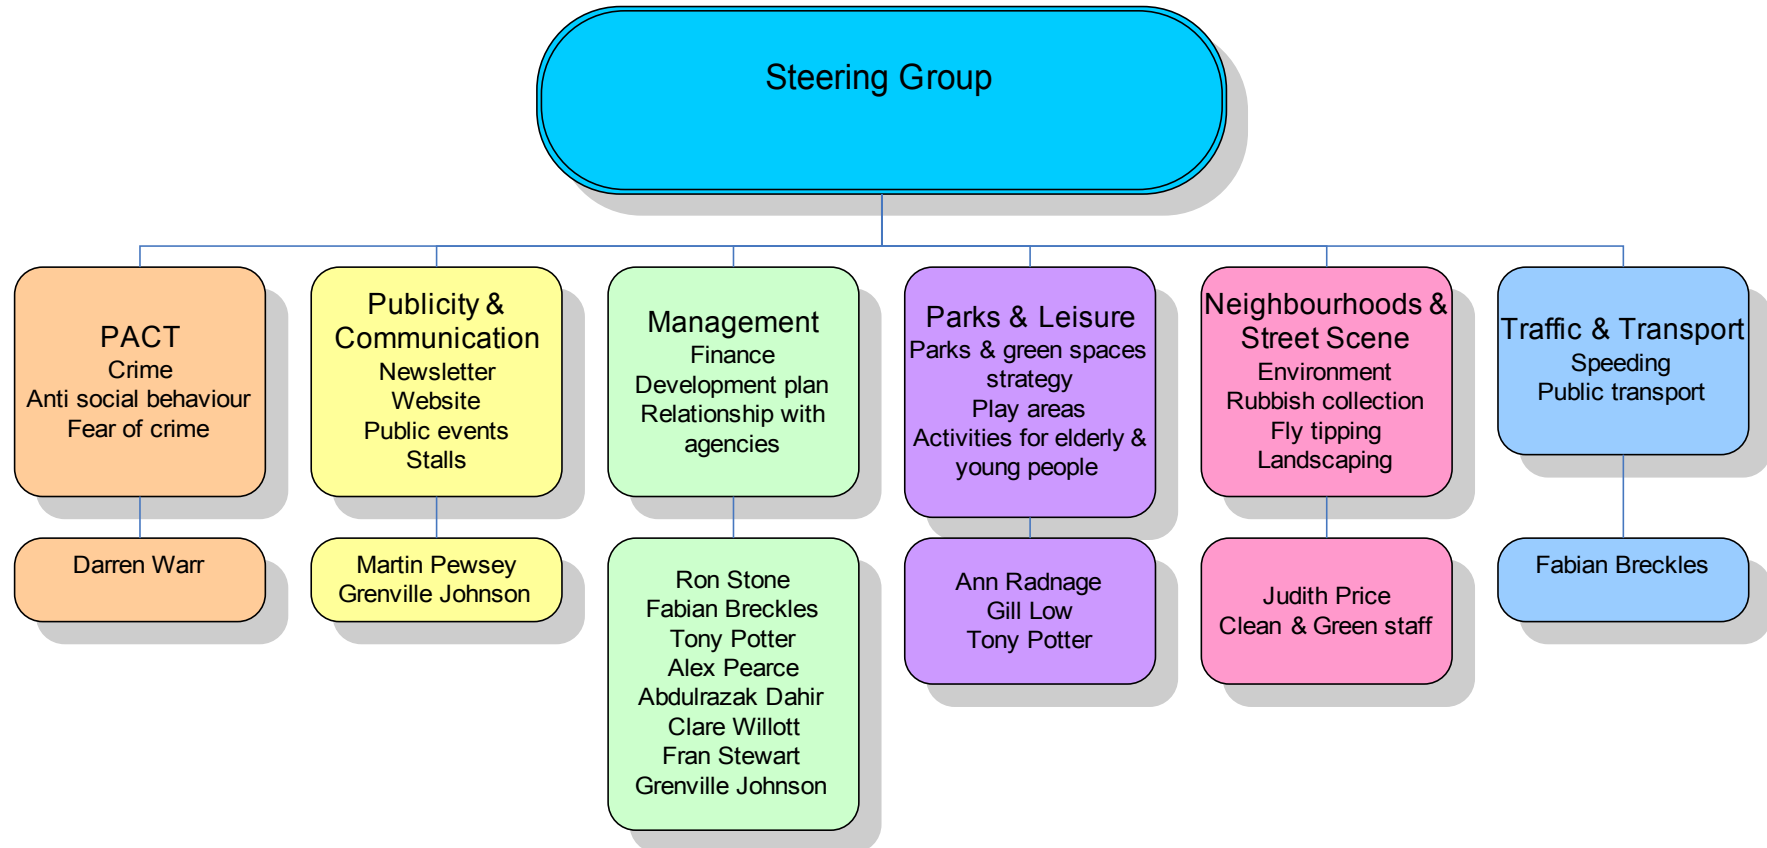 Steering Group
PACT
Crime
Anti social behaviour
Fear of crime
Publicity &
Communication
Newsletter
Website
Public events
Stalls
Management
Finance
Development plan
Relationship with
agencies
Parks & Leisure
Parks & green spaces
strategy
Play areas
Activities for elderly &
young people
Neighbourhoods &
Street Scene
Environment
Rubbish collection
Fly tipping
Landscaping
Traffic & Transport
Speeding
Public transport
Darren Warr
Martin Pewsey
Grenville Johnson
Ron Stone
Fabian Breckles
Tony Potter
Alex Pearce
Abdulrazak Dahir
Clare Willott
Fran Stewart
Grenville Johnson
Ann Radnage
Gill Low
Tony Potter
Judith Price
Clean & Green staff
Fabian Breckles